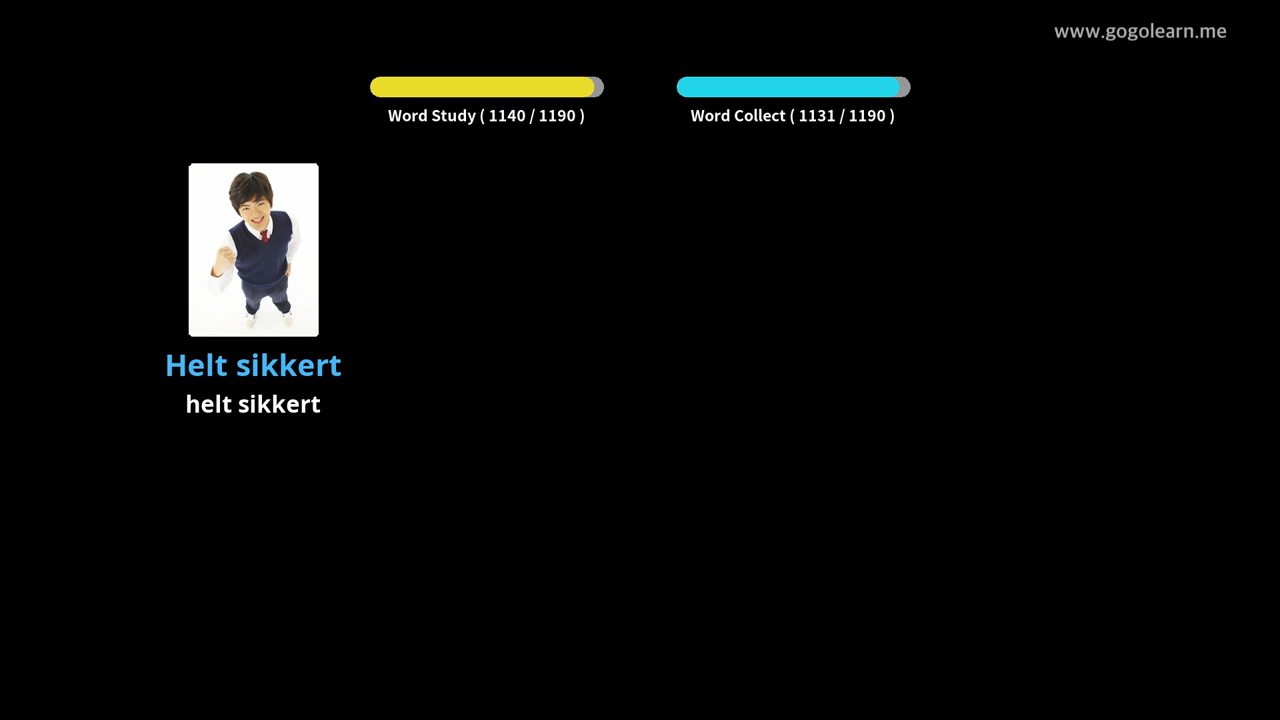 www.gogolearn.me
Word Study ( 1140 / 1190 )
Word Collect ( 1131 / 1190 )
Helt sikkert
helt sikkert